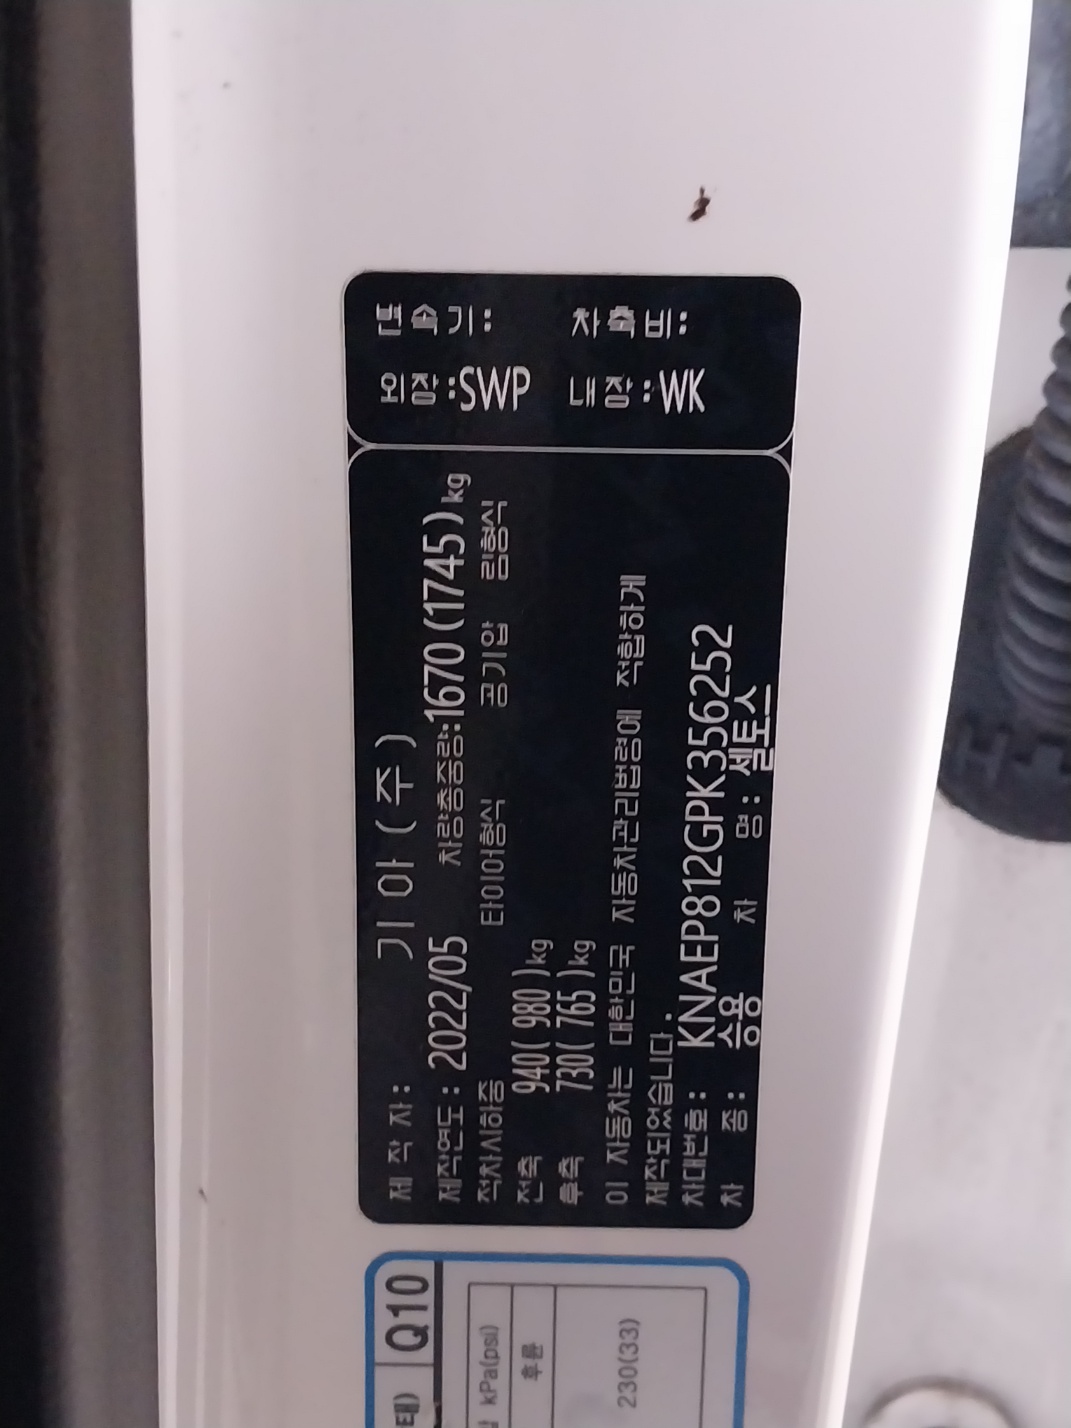 제 작 자: 기 아 ( 주 )
제작연도: 2022/05 차량총중량:1670 (1745) kg
적차시하중 타이어형식 공기압 림형식
전축 940( 980 )kg
후축 730( 765 )kg
이 자동차는 대한민국 자동차관리법령에 적합하게
제작되었습니다.
차대번호: KNAEP812GPK356252
차 종: 승용 차 명: 셀토스
변속기:
외장:SWP
차축비:
내장:WK
Q10
kPa(psi)
후륜
230(33)